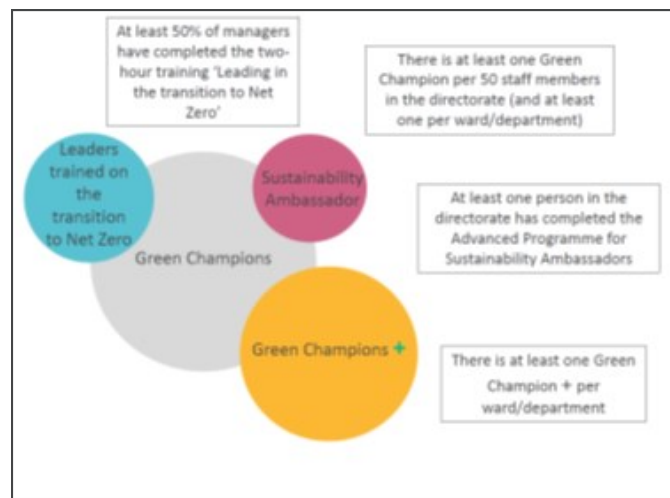 At least 50% of managers
have completed the two-
hour training ‘Leading in
the transition to Net
Zero’
There is at least one Green
Champion per 50 staff members
in the directorate (and at least
one per ward/department)
Leaders
trained on
the
transition
to Net Zero
Sustainability
Ambassador
At least one person in the
directorate has completed the
Advanced Programme for
Sustainability Ambassadors
Green Champions
Green Champions +
There is at least one Green
Champion + per
ward/department